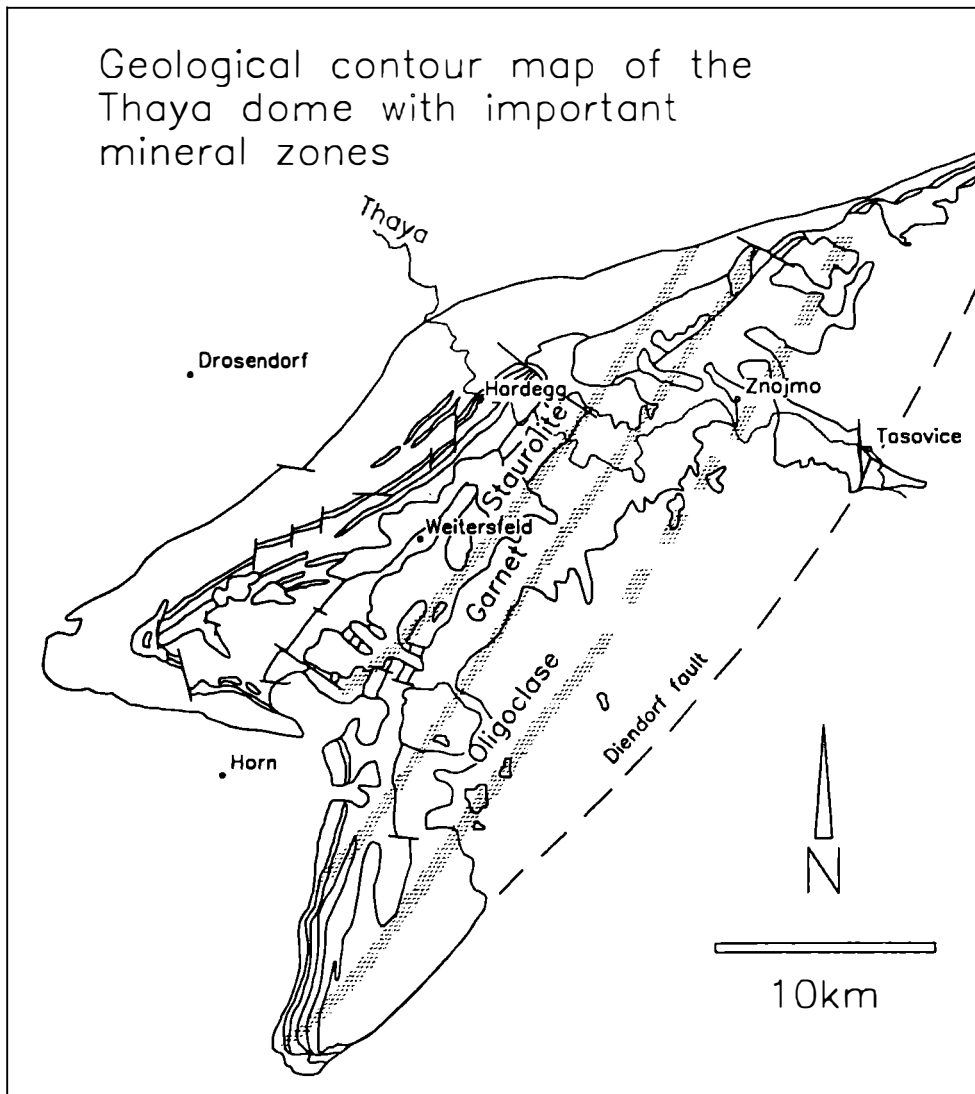 Geological contour map of the
Thaya dome with important
mineral zones
Thaya
Drosendorf
Hardegg
Znojmo
Tasovice
Staurolite
Weitersfeld
Garnet
Oligoclase
Diendorf fault
Horn
N
10km